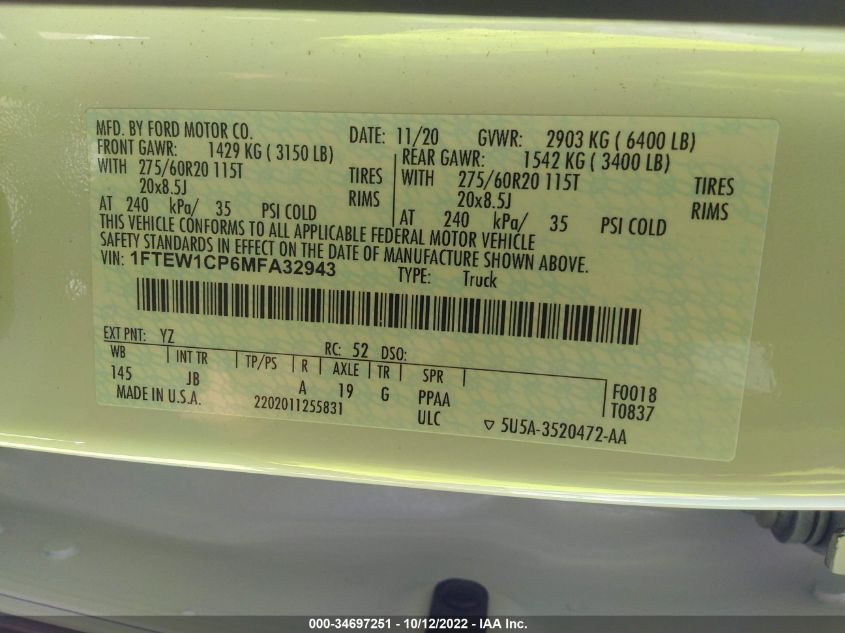 MFD. BY FORD MOTOR CO. DATE: 11/20 GVWR: 2903 KG ( 6400 LB)
FRONT GAWR: 1429 KG ( 3150 LB) REAR GAWR: 1542 KG ( 3400 LB)
WITH 275/60R20 115T TIRES WITH 275/60R20 115T TIRES
20x8.5J RIMS 20x8.5J RIMS
AT 240 kPa/ 35 PSI COLD AT 240 kPa/ 35 PSI COLD
THIS VEHICLE CONFORMS TO ALL APPLICABLE FEDERAL MOTOR VEHICLE
SAFETY STANDARDS IN EFFECT ON THE DATE OF MANUFACTURE SHOWN ABOVE.
VIN: 1FTEW1CP6MFA32943 TYPE: Truck
EXT PNT: YZ RC: 52 DSO:
WB INT TR TP/PS R AXLE TR SPR
145 JB A 19 G PPAA F0018
MADE IN U.S.A. 2202011255831 ULC T0837
5U5A-3520472-AA
000-34697251 - 10/12/2022 - IAA Inc.